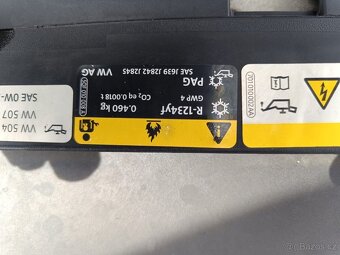 R-1234yf
GWP 4
PAG
0.460 kg
CO₂ eq 0.0018 t
SAE J639 J2842 J2845
VW AG
VW 504
VW 507
SAE 0W-